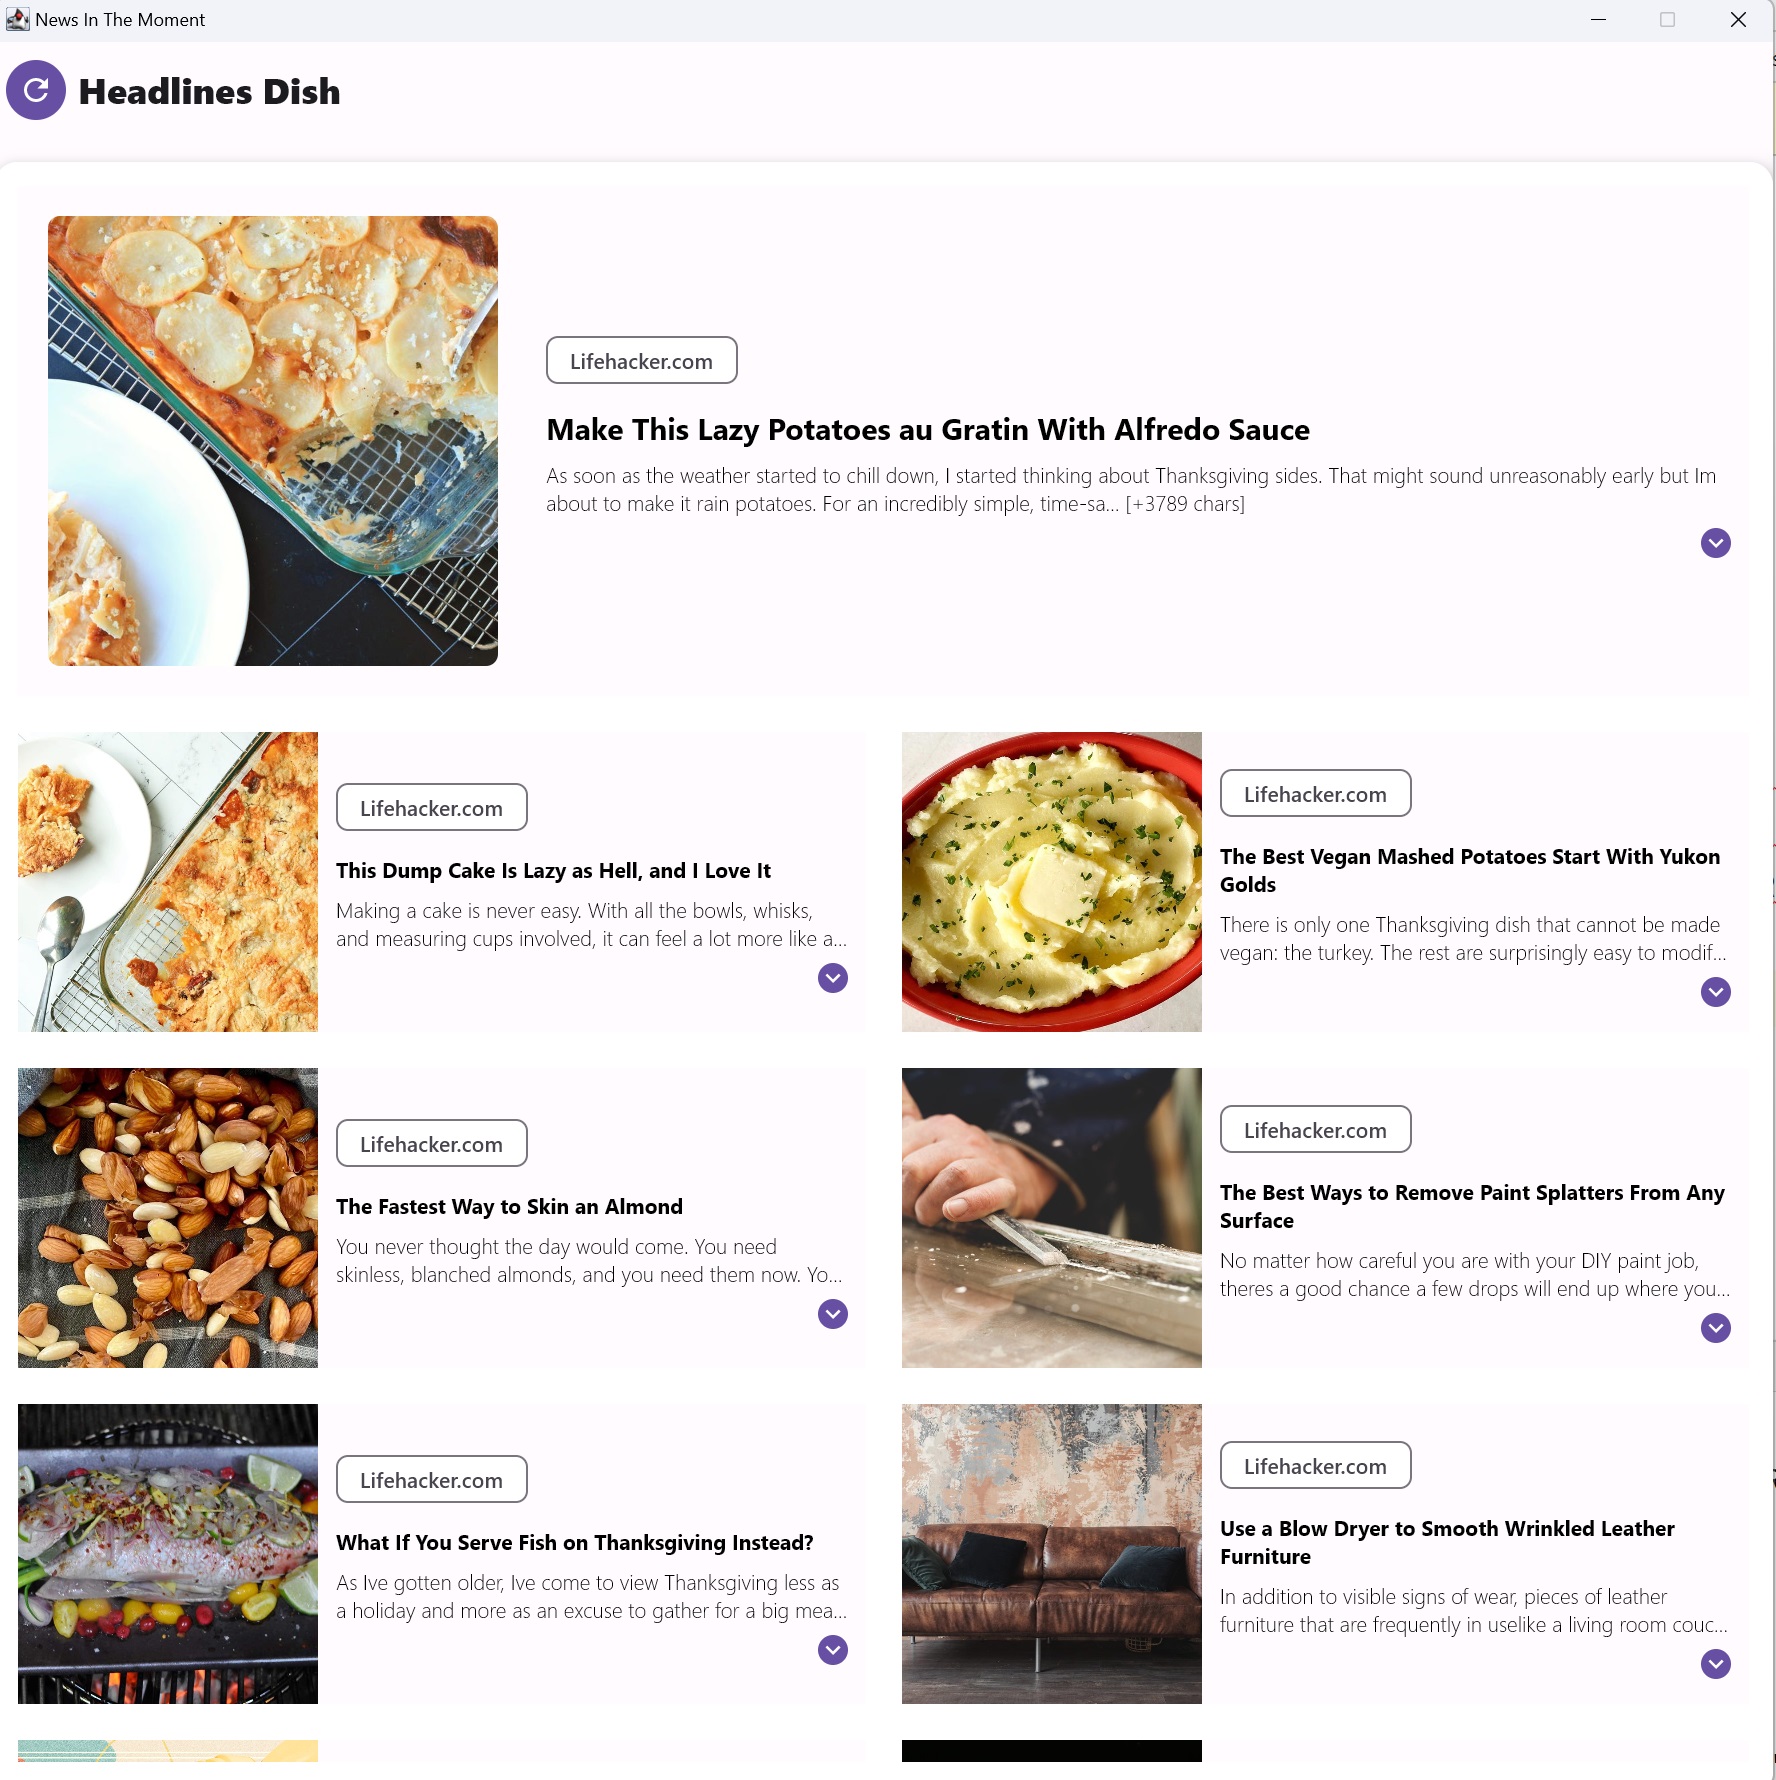 News In The Moment
Headlines Dish
Lifehacker.com
Make This Lazy Potatoes au Gratin With Alfredo Sauce
As soon as the weather started to chill down, I started thinking about Thanksgiving sides. That might sound unreasonably early but Im
about to make it rain potatoes. For an incredibly simple, time-sa... [+3789 chars]
Lifehacker.com
This Dump Cake Is Lazy as Hell, and I Love It
Making a cake is never easy. With all the bowls, whisks,
and measuring cups involved, it can feel a lot more like a...
Lifehacker.com
The Best Vegan Mashed Potatoes Start With Yukon
Golds
There is only one Thanksgiving dish that cannot be made
vegan: the turkey. The rest are surprisingly easy to modif...
Lifehacker.com
The Fastest Way to Skin an Almond
You never thought the day would come. You need
skinless, blanched almonds, and you need them now. Yo...
Lifehacker.com
The Best Ways to Remove Paint Splatters From Any
Surface
No matter how careful you are with your DIY paint job,
theres a good chance a few drops will end up where you...
Lifehacker.com
What If You Serve Fish on Thanksgiving Instead?
As Ive gotten older, Ive come to view Thanksgiving less as
a holiday and more as an excuse to gather for a big mea...
Lifehacker.com
Use a Blow Dryer to Smooth Wrinkled Leather
Furniture
In addition to visible signs of wear, pieces of leather
furniture that are frequently in uselike a living room couc...